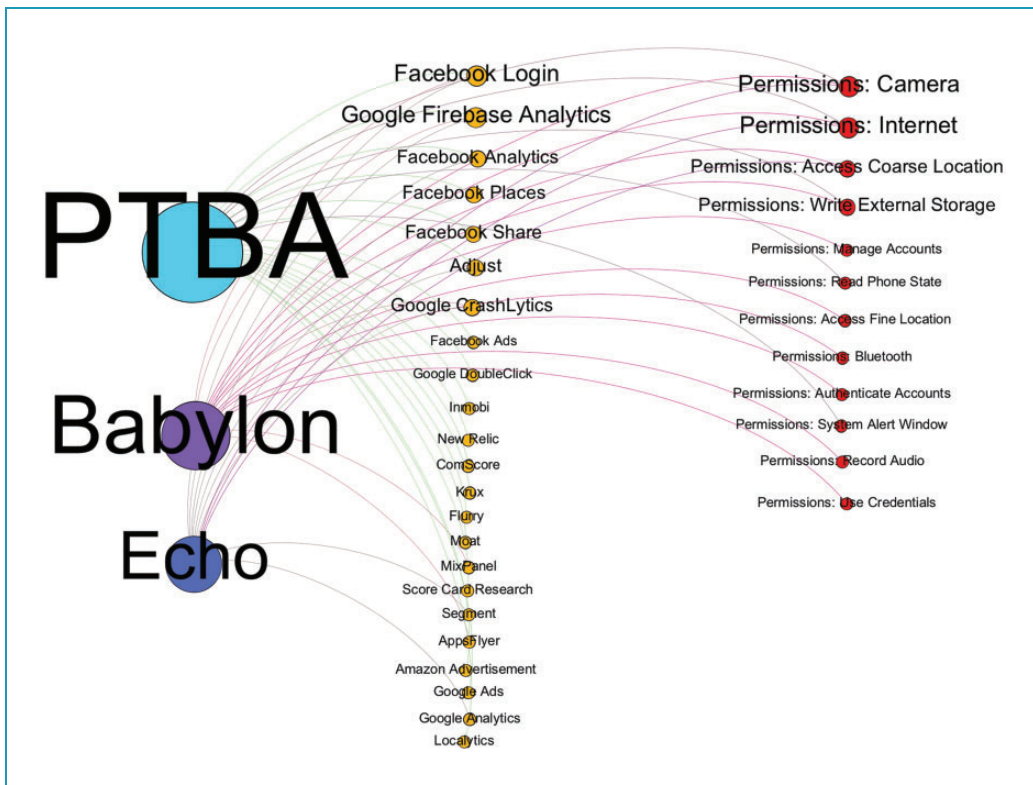 PTBA
Babylon
Echo
Facebook Login
Google Firebase Analytics
Facebook Analytics
Facebook Places
Facebook Share
Adjust
Google CrashLytics
Facebook Ads
Google DoubleClick
Inmobi
New Relic
ComScore
Krux
Flurry
Moat
MixPanel
Score Card Research
Segment
AppsFlyer
Amazon Advertisement
Google Ads
Google Analytics
Localytics
Permissions: Camera
Permissions: Internet
Permissions: Access Coarse Location
Permissions: Write External Storage
Permissions: Manage Accounts
Permissions: Read Phone State
Permissions: Access Fine Location
Permissions: Bluetooth
Permissions: Authenticate Accounts
Permissions: System Alert Window
Permissions: Record Audio
Permissions: Use Credentials